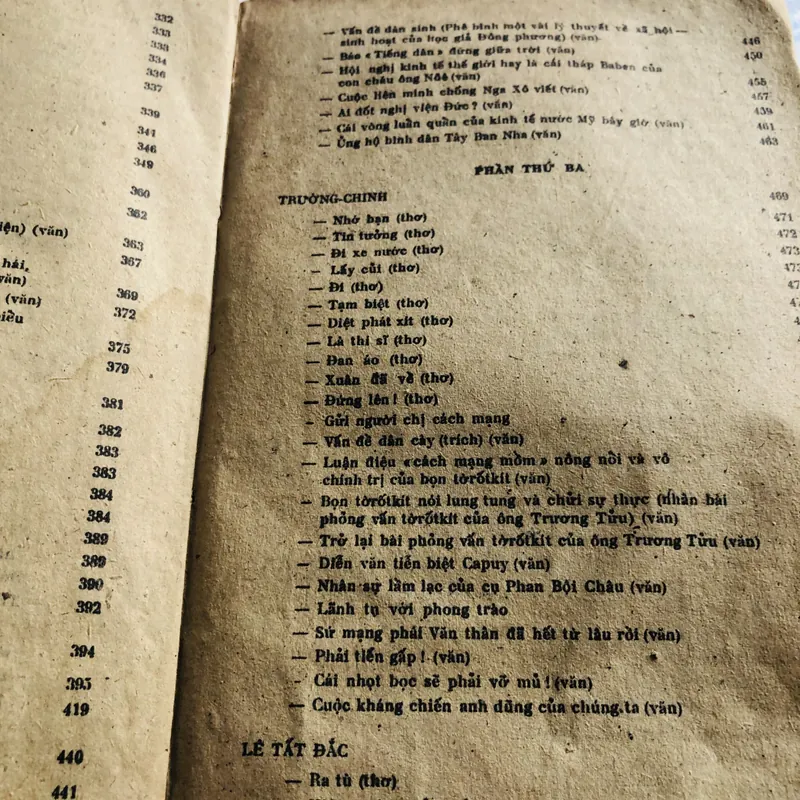 332
333
333
334
336
337
339
341
346
349
360
362
iện) (văn)
363
hải, 367
văn)
(văn) 369
iều 372
375
379
381
382
383
383
384
384
389
389
390
392
394
395
419
440
441
— Vấn đề dân sinh (Phê bình một vài lý thuyết về xã hội —
sinh hoạt của học giả Đông phương) (văn) 446
— Báo « Tiếng dân » đứng giữa trời (văn) 450
— Hội nghị kinh tế thế giới hay là cái tháp Baben của
con cháu ông Nôê (văn) 455
— Cuộc liên minh chống Nga Xô viết (văn) 457
— Ai đốt nghị viện Đức ? (văn) 459
— Cái vòng luẩn quẩn của kinh tế nước Mỹ bây giờ (văn) 461
— Ủng hộ bình dân Tây Ban Nha (văn) 463
PHẦN THỨ BA
TRƯỜNG-CHINH 469
— Nhớ bạn (thơ) 471
— Tin tưởng (thơ) 472
— Đi xe nước (thơ) 473
— Lấy củi (thơ) 473
— Đi (thơ)
— Tạm biệt (thơ)
— Diệt phát xít (thơ)
— Là thi sĩ (thơ)
— Đan áo (thơ)
— Xuân đã về (thơ)
— Đứng lên ! (thơ)
- Gửi người chị cách mạng
— Vấn đề dân cày (trích) (văn)
— Luận điệu « cách mạng mồm » nông nổi và vô
chính trị của bọn tờrốtkít (văn)
— Bọn tờrốtkít nói lung tung và chửi sự thực (nhân bài
phỏng vấn tờrốtkít của ông Trương Tửu) (văn)
— Trở lại bài phỏng vấn tờrốtkít của ông Trương Tửu (văn)
— Diễn văn tiễn biệt Capuy (văn)
— Nhân sự lầm lạc của cụ Phan Bội Châu (văn)
— Lãnh tụ với phong trào
— Sứ mạng phái Văn thân đã hết từ lâu rồi (văn)
— Phải tiến gấp ! (văn)
- Cái nhọt bọc sẽ phải vỡ mủ ! (văn)
— Cuộc kháng chiến anh dũng của chúng ta (văn)
LÊ TẤT ĐẮC
— Ra tù (thơ)